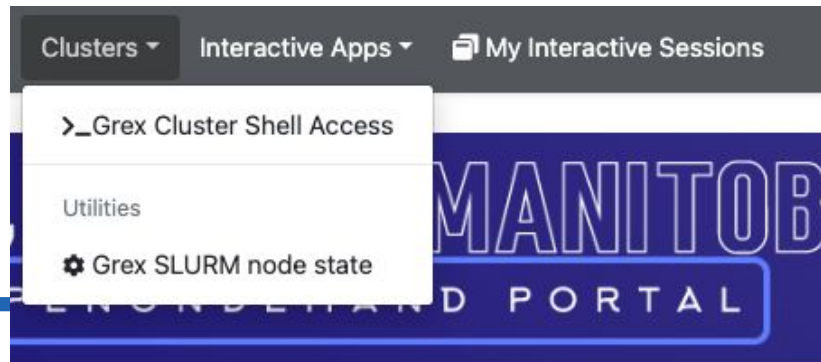 Clusters Interactive Apps My Interactive Sessions
>_Grex Cluster Shell Access
Utilities
Grex SLURM node state
MANITOB
PORTAL